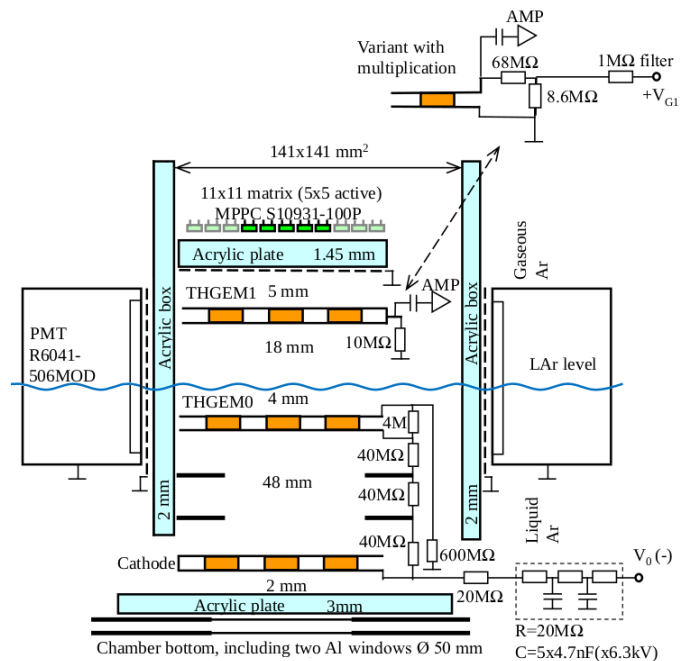 AMP
Variant with
multiplication
68MΩ
1MΩ filter
8.6MΩ
+V_G1
141x141 mm²
11x11 matrix (5x5 active)
MPPC S10931-100P
Acrylic plate 1.45 mm
Gaseous
Ar
THGEM1
5 mm
AMP
Acrylic box
Acrylic box
PMT
R6041-
506MOD
10MΩ
18 mm
LAr level
THGEM0
4 mm
4M
40MΩ
48 mm
40MΩ
2 mm
2 mm
Liquid
Ar
40MΩ
600MΩ
Cathode
V₀ (-)
20MΩ
2 mm
Acrylic plate 3mm
R=20MΩ
C=5x4.7nF(x6.3kV)
Chamber bottom, including two Al windows Ø 50 mm